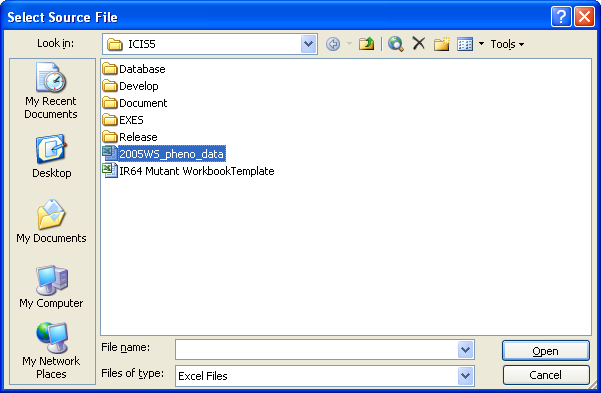 Select Source File
Look in:
ICIS5
Tools
My Recent
Documents
Desktop
My Documents
My Computer
My Network
Places
Database
Develop
Document
EXES
Release
2005WS_pheno_data
IR64 Mutant WorkbookTemplate
File name:
Open
Files of type:
Excel Files
Cancel